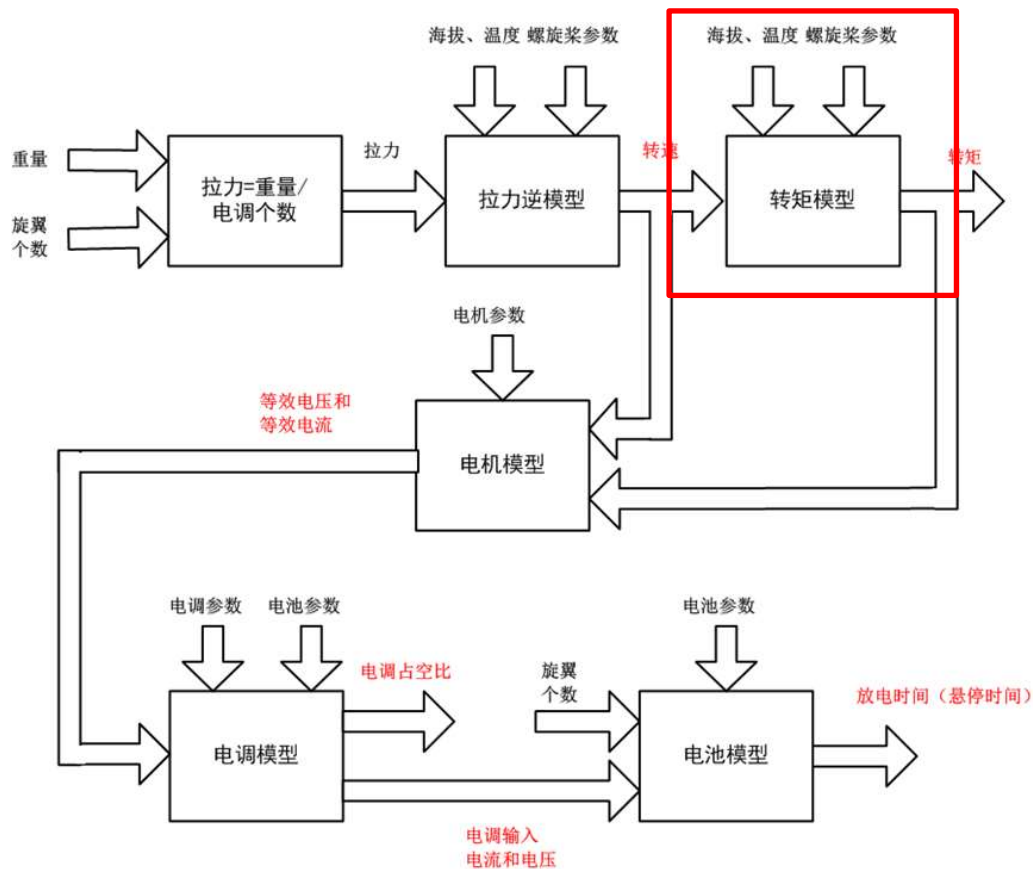 海拔、温度 螺旋桨参数
海拔、温度 螺旋桨参数
重量
旋翼
个数
拉力=重量/
电调个数
拉力
拉力逆模型
转速
转矩模型
转矩
电机参数
等效电压和
等效电流
电机模型
电调参数
电池参数
电池参数
电调占空比
旋翼
个数
放电时间（悬停时间）
电调模型
电池模型
电调输入
电流和电压